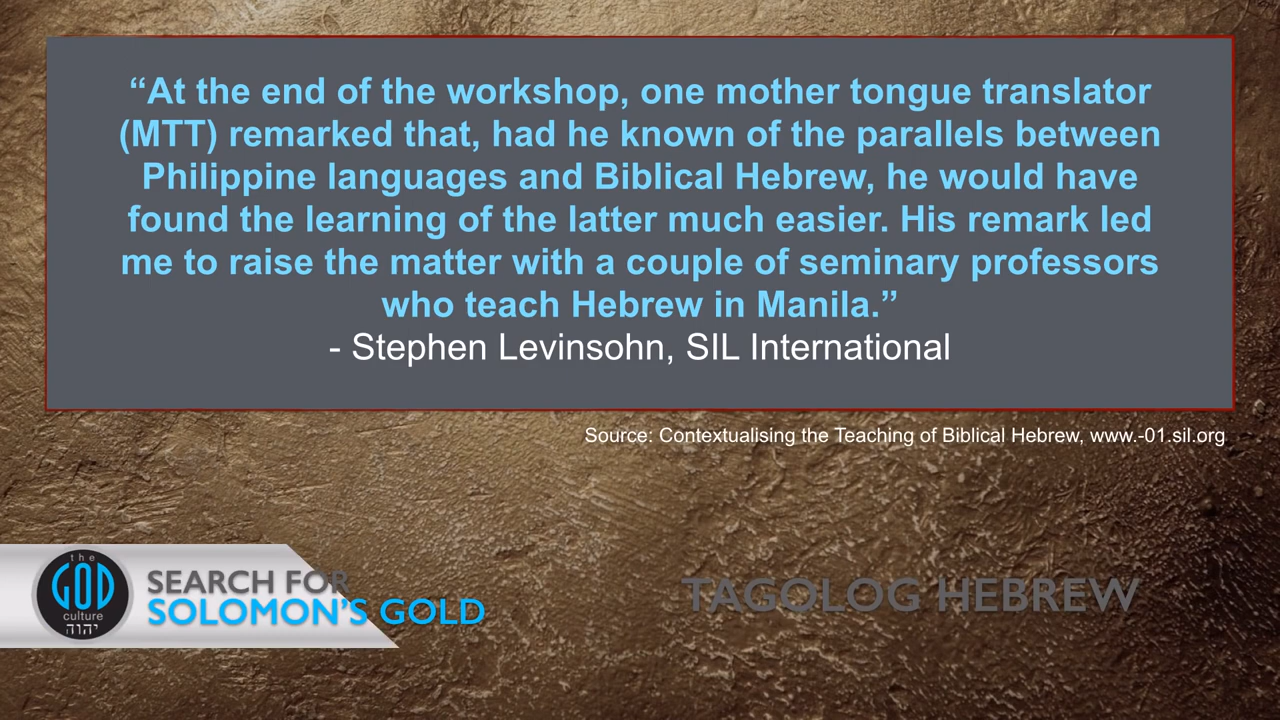 “At the end of the workshop, one mother tongue translator
(MTT) remarked that, had he known of the parallels between
Philippine languages and Biblical Hebrew, he would have
found the learning of the latter much easier. His remark led
me to raise the matter with a couple of seminary professors
who teach Hebrew in Manila.”
- Stephen Levinsohn, SIL International
Source: Contextualising the Teaching of Biblical Hebrew, www.-01.sil.org
the
GOD
culture
יהוה
SEARCH FOR
SOLOMON’S GOLD
TAGOLOG HEBREW